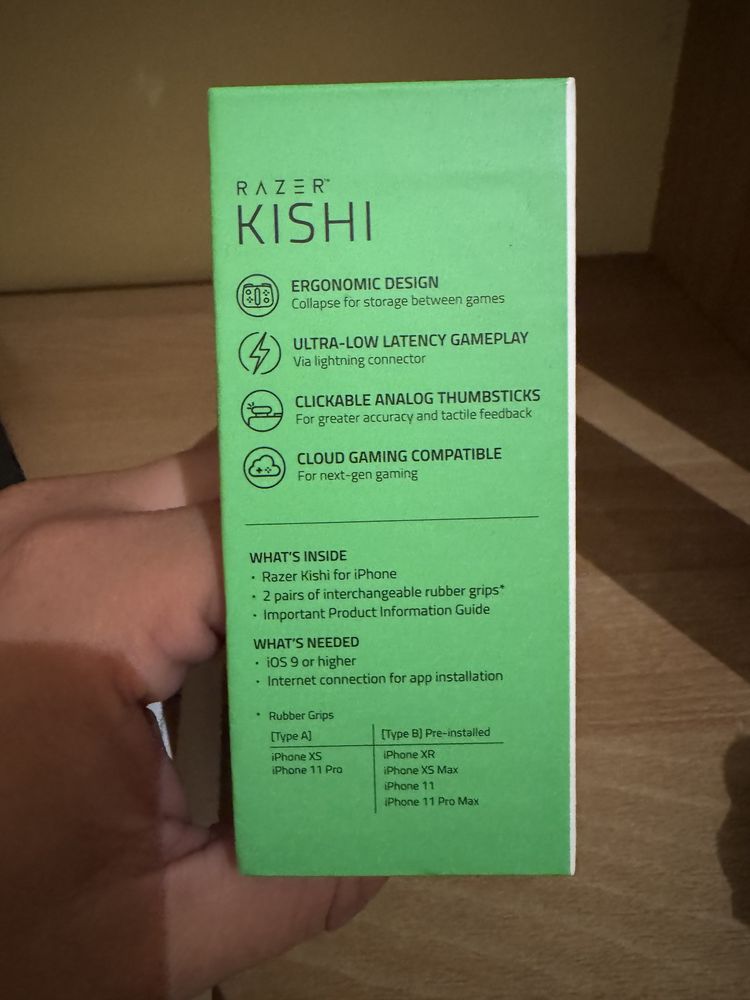 RAZER™
KISHI
ERGONOMIC DESIGN
Collapse for storage between games
ULTRA-LOW LATENCY GAMEPLAY
Via lightning connector
CLICKABLE ANALOG THUMBSTICKS
For greater accuracy and tactile feedback
CLOUD GAMING COMPATIBLE
For next-gen gaming
WHAT'S INSIDE
· Razer Kishi for iPhone
· 2 pairs of interchangeable rubber grips*
· Important Product Information Guide
WHAT'S NEEDED
· iOS 9 or higher
· Internet connection for app installation
* Rubber Grips
[Type A] [Type B] Pre-installed
iPhone XS iPhone XR
iPhone 11 Pro iPhone XS Max
iPhone 11
iPhone 11 Pro Max